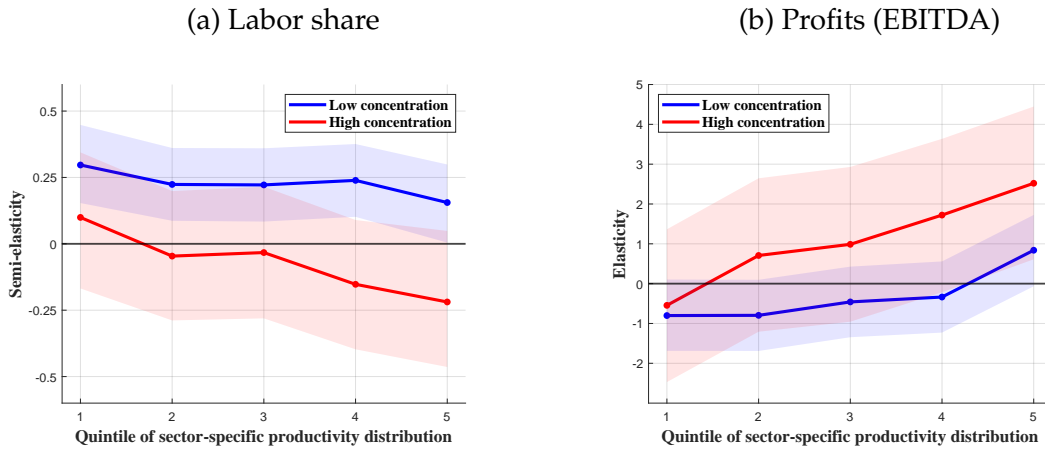 (a) Labor share
Low concentration
High concentration
0.5
0.25
0
-0.25
-0.5
Semi-elasticity
1 2 3 4 5
Quintile of sector-specific productivity distribution
(b) Profits (EBITDA)
Low concentration
High concentration
5
4
3
2
1
0
-1
-2
Elasticity
1 2 3 4 5
Quintile of sector-specific productivity distribution